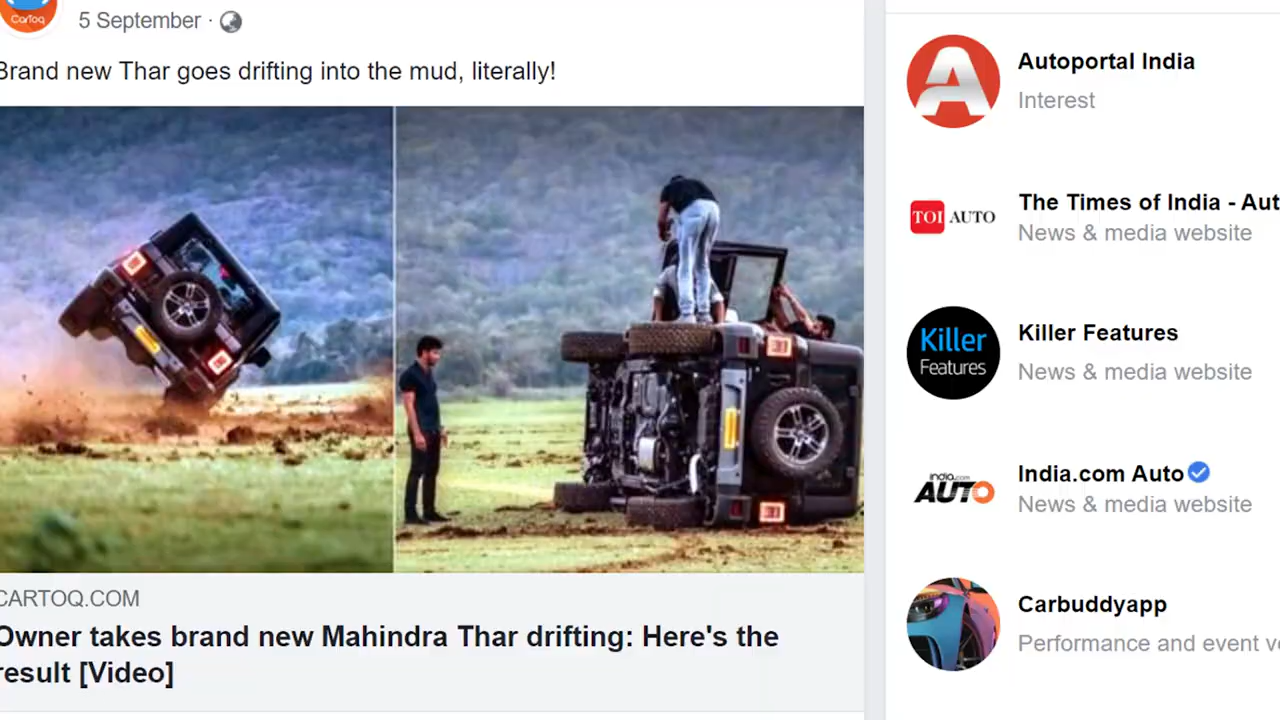 CarToq
5 September ·
Brand new Thar goes drifting into the mud, literally!
CARTOQ.COM
Owner takes brand new Mahindra Thar drifting: Here's the
result [Video]
Autoportal India
Interest
TOI AUTO
The Times of India - Aut
News & media website
Killer
Features
Killer Features
News & media website
india.com
AUTO
India.com Auto
News & media website
Carbuddyapp
Performance and event ve